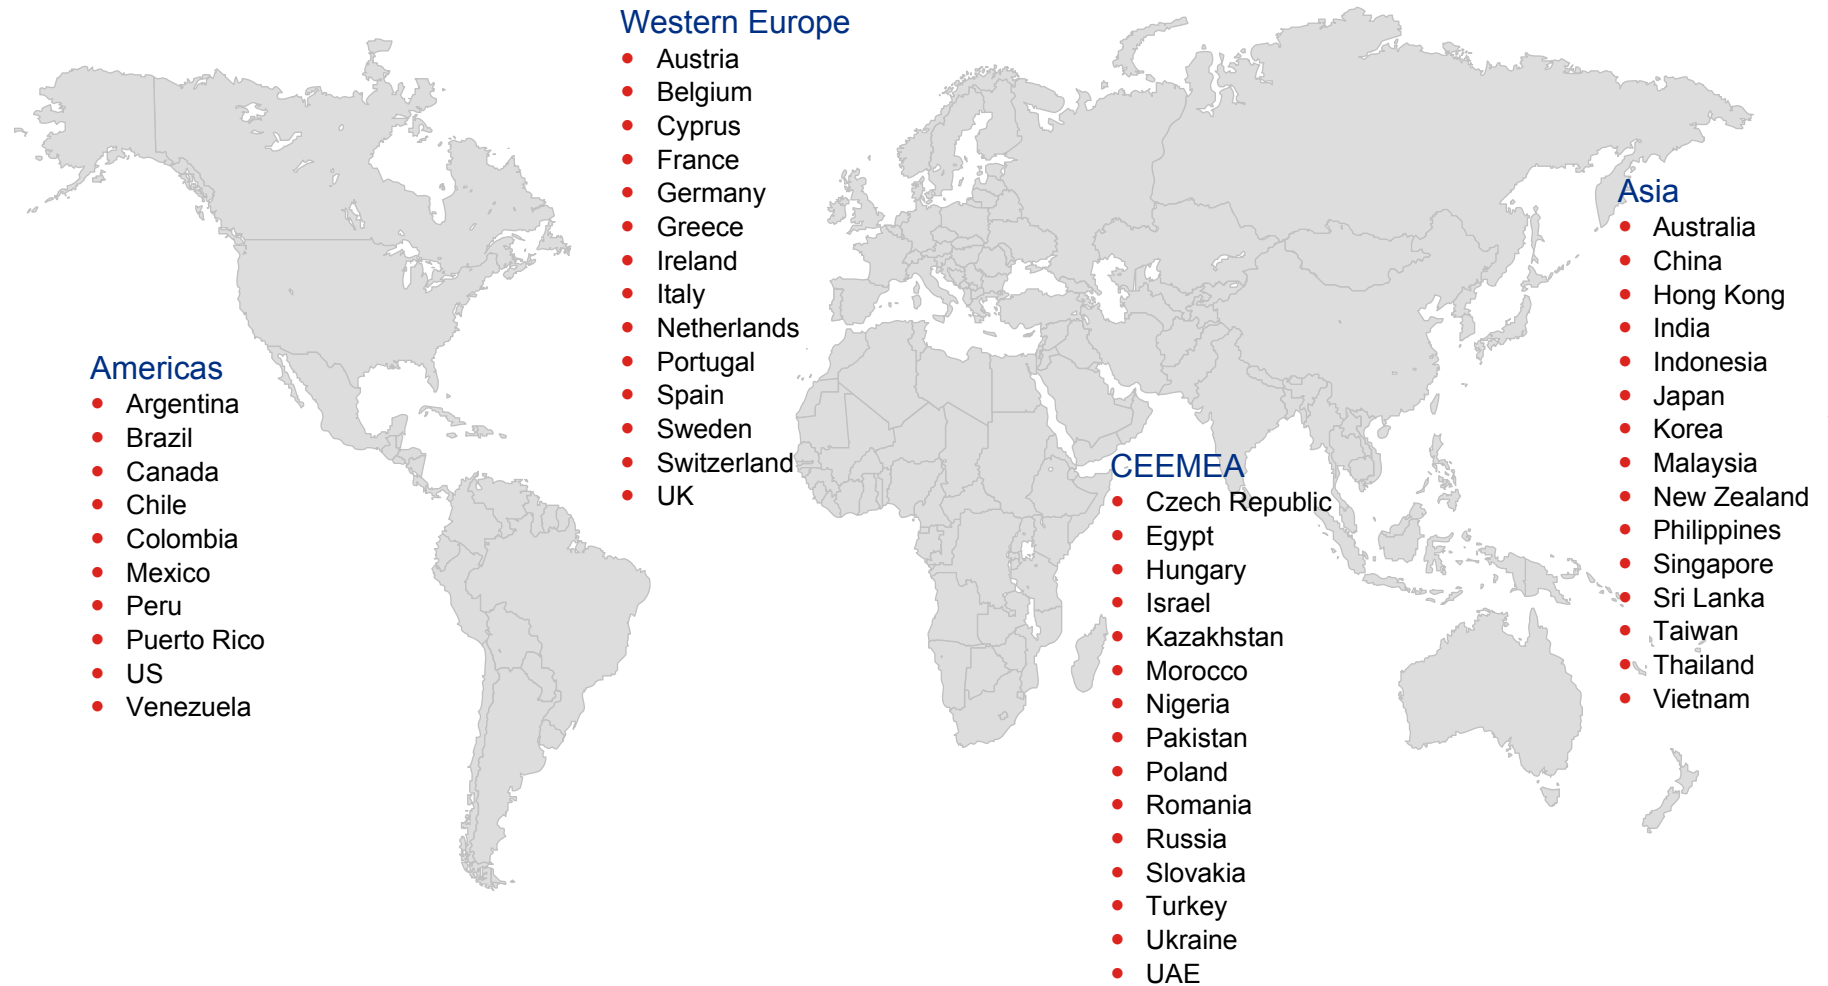 Western Europe
Austria
Belgium
Cyprus
France
Germany
Greece
Ireland
Italy
Netherlands
Portugal
Spain
Sweden
Switzerland
UK
Americas
Argentina
Brazil
Canada
Chile
Colombia
Mexico
Peru
Puerto Rico
US
Venezuela
CEEMEA
Czech Republic
Egypt
Hungary
Israel
Kazakhstan
Morocco
Nigeria
Pakistan
Poland
Romania
Russia
Slovakia
Turkey
Ukraine
UAE
Asia
Australia
China
Hong Kong
India
Indonesia
Japan
Korea
Malaysia
New Zealand
Philippines
Singapore
Sri Lanka
Taiwan
Thailand
Vietnam